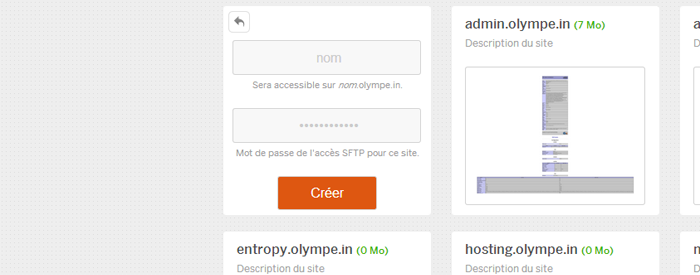 nom
Sera accessible sur nom.olympe.in.
••••••••••••
Mot de passe de l'accès SFTP pour ce site.
Créer
admin.olympe.in (7 Mo)
Description du site
entropy.olympe.in (0 Mo)
Description du site
hosting.olympe.in (0 Mo)
Description du site